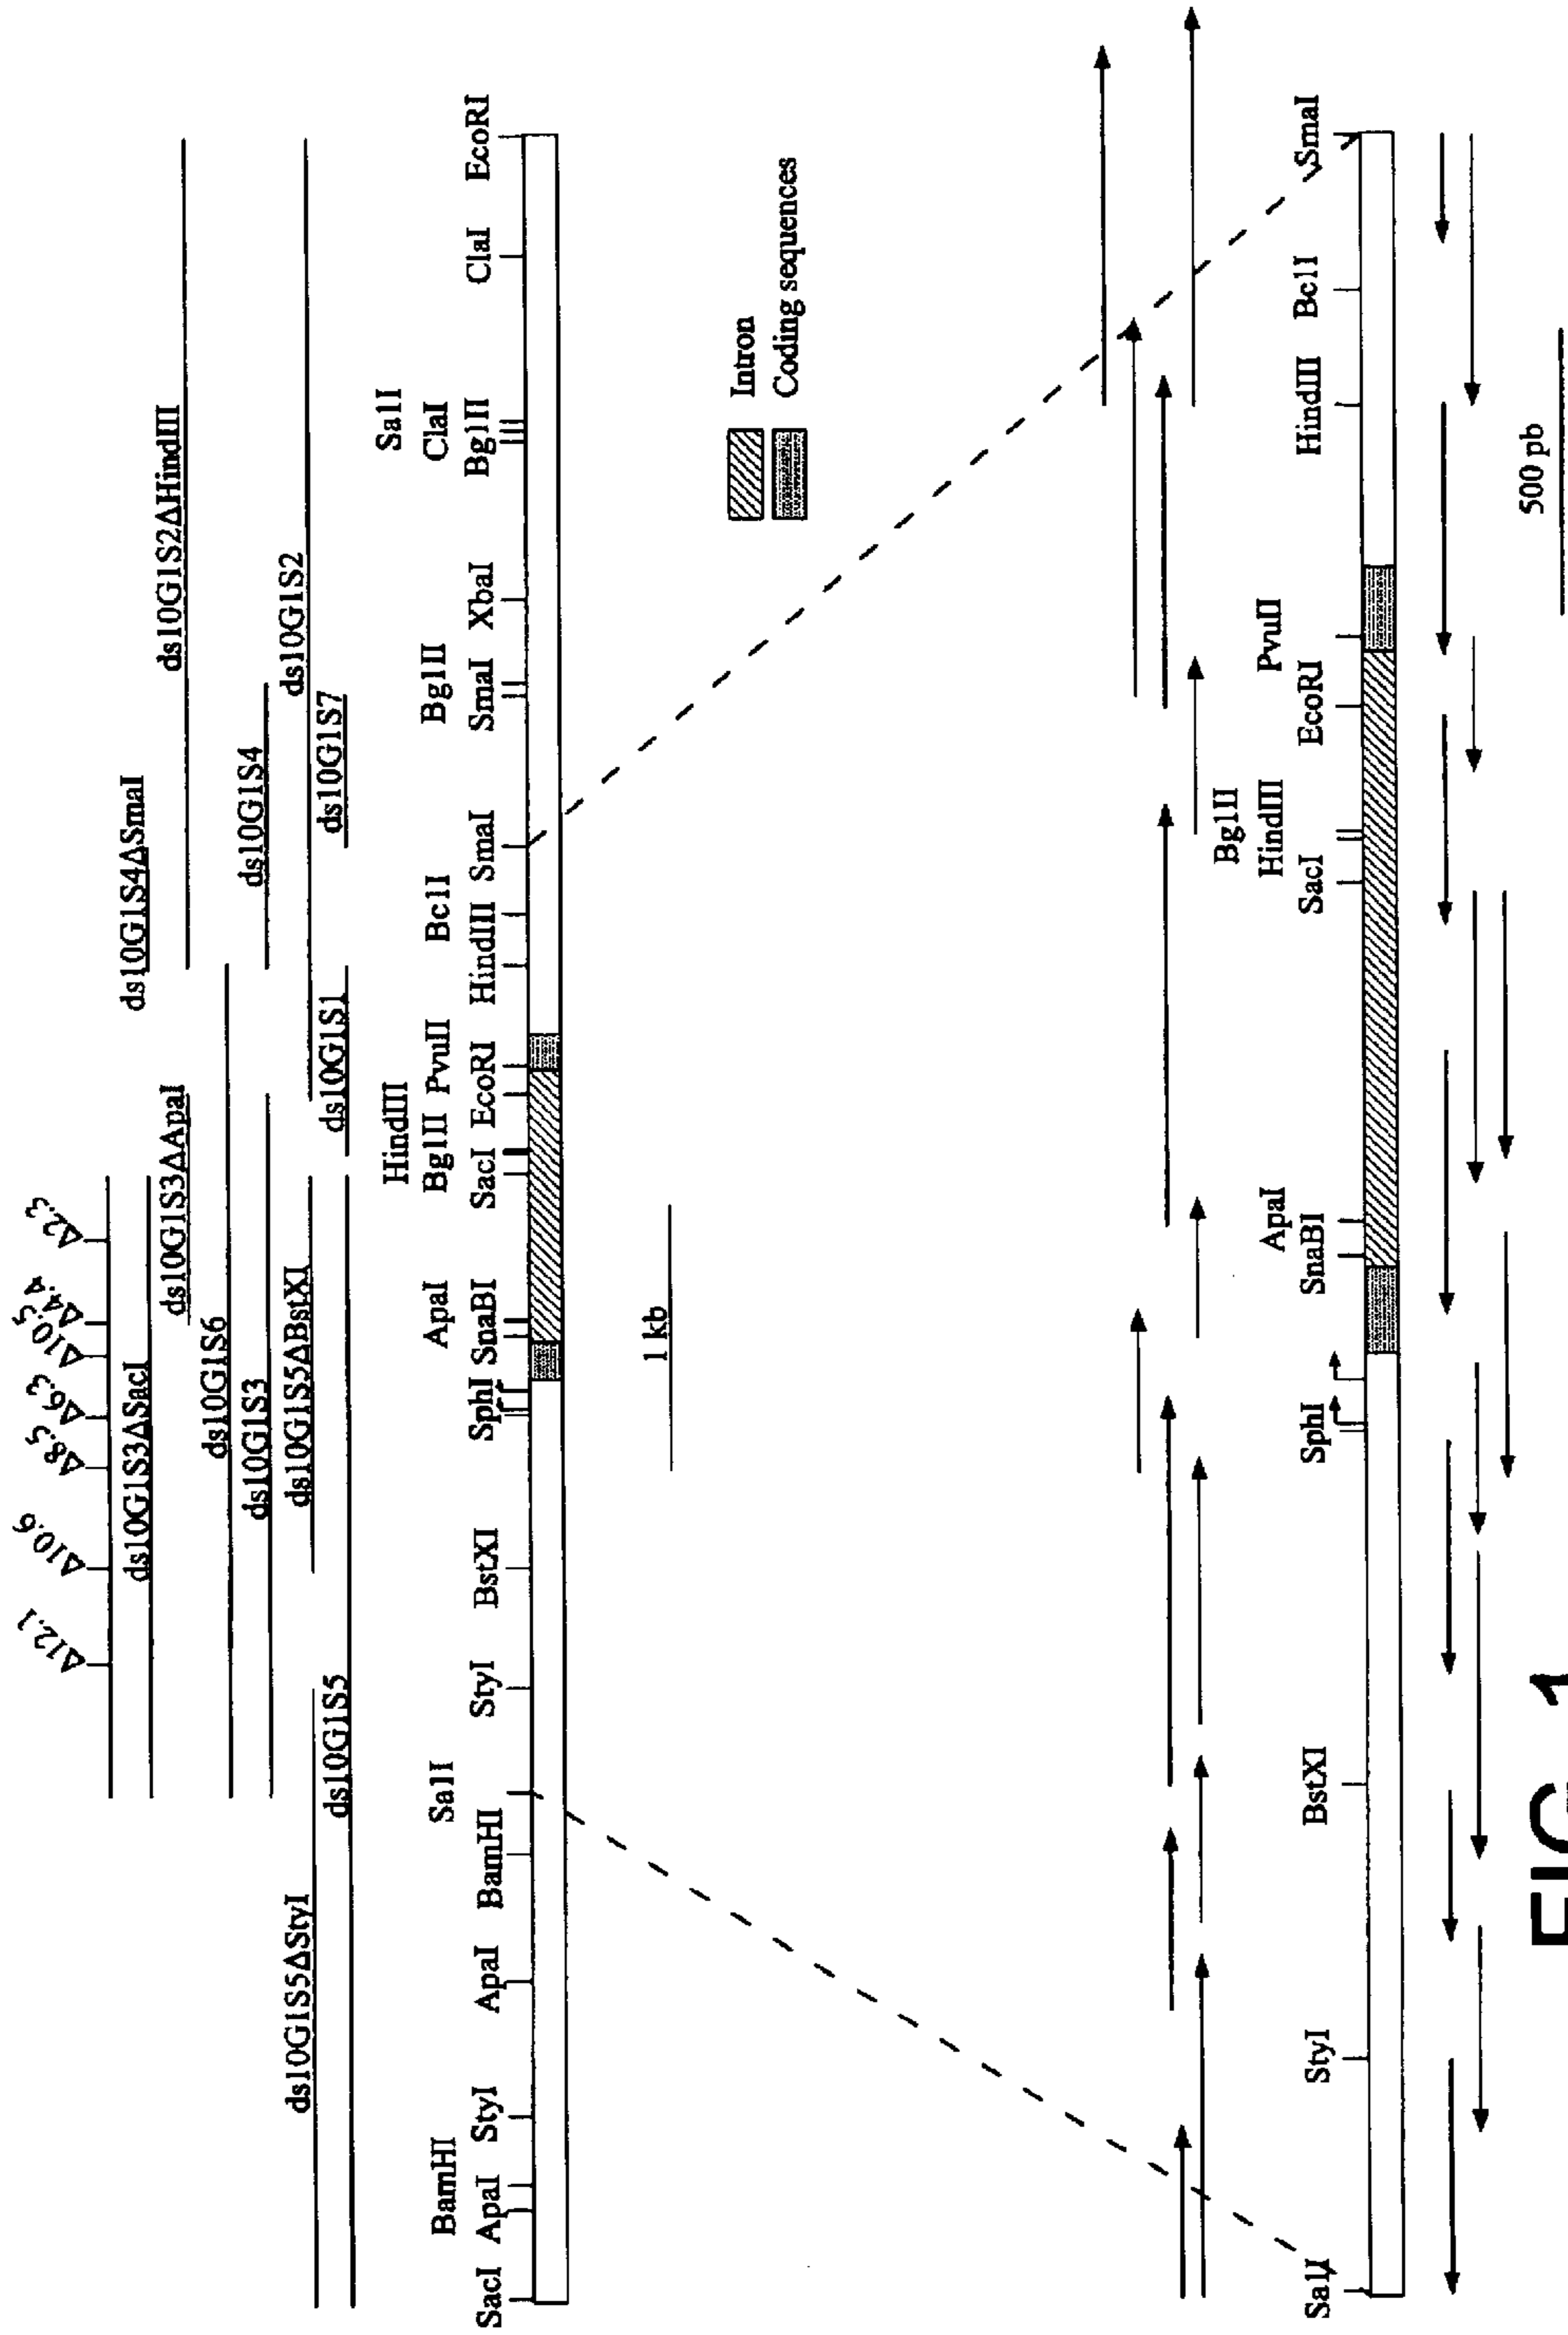 Δ12.1 Δ10.6 Δ8.5 Δ6.2 Δ10.5 Δ4.4 Δ2.3
ds10G1S3ΔSacI ds10G1S4ΔSmaI
ds10G1S3ΔApaI ds10G1S2ΔHindIII
ds10G1S6
ds10G1S3 ds10G1S4
ds10G1S5ΔStyI ds10G1S5ΔBstXI ds10G1S2
ds10G1S5 ds10G1S1 ds10G1S7
HindIII SalI
BamHI SalI ApaI BglII PvuII BclI BglII ClaI
SacI ApaI StyI ApaI BamHI StyI BstXI SphI SnaBI SacI EcoRI HindIII SmaI SmaI XbaI BglII ClaI EcoRI
1 kb
Intron
Coding sequences
BglII
ApaI HindIII PvuII
SalI StyI BstXI SphI SnaBI SacI EcoRI HindIII BclI SmaI
500 pb
FIG. 1